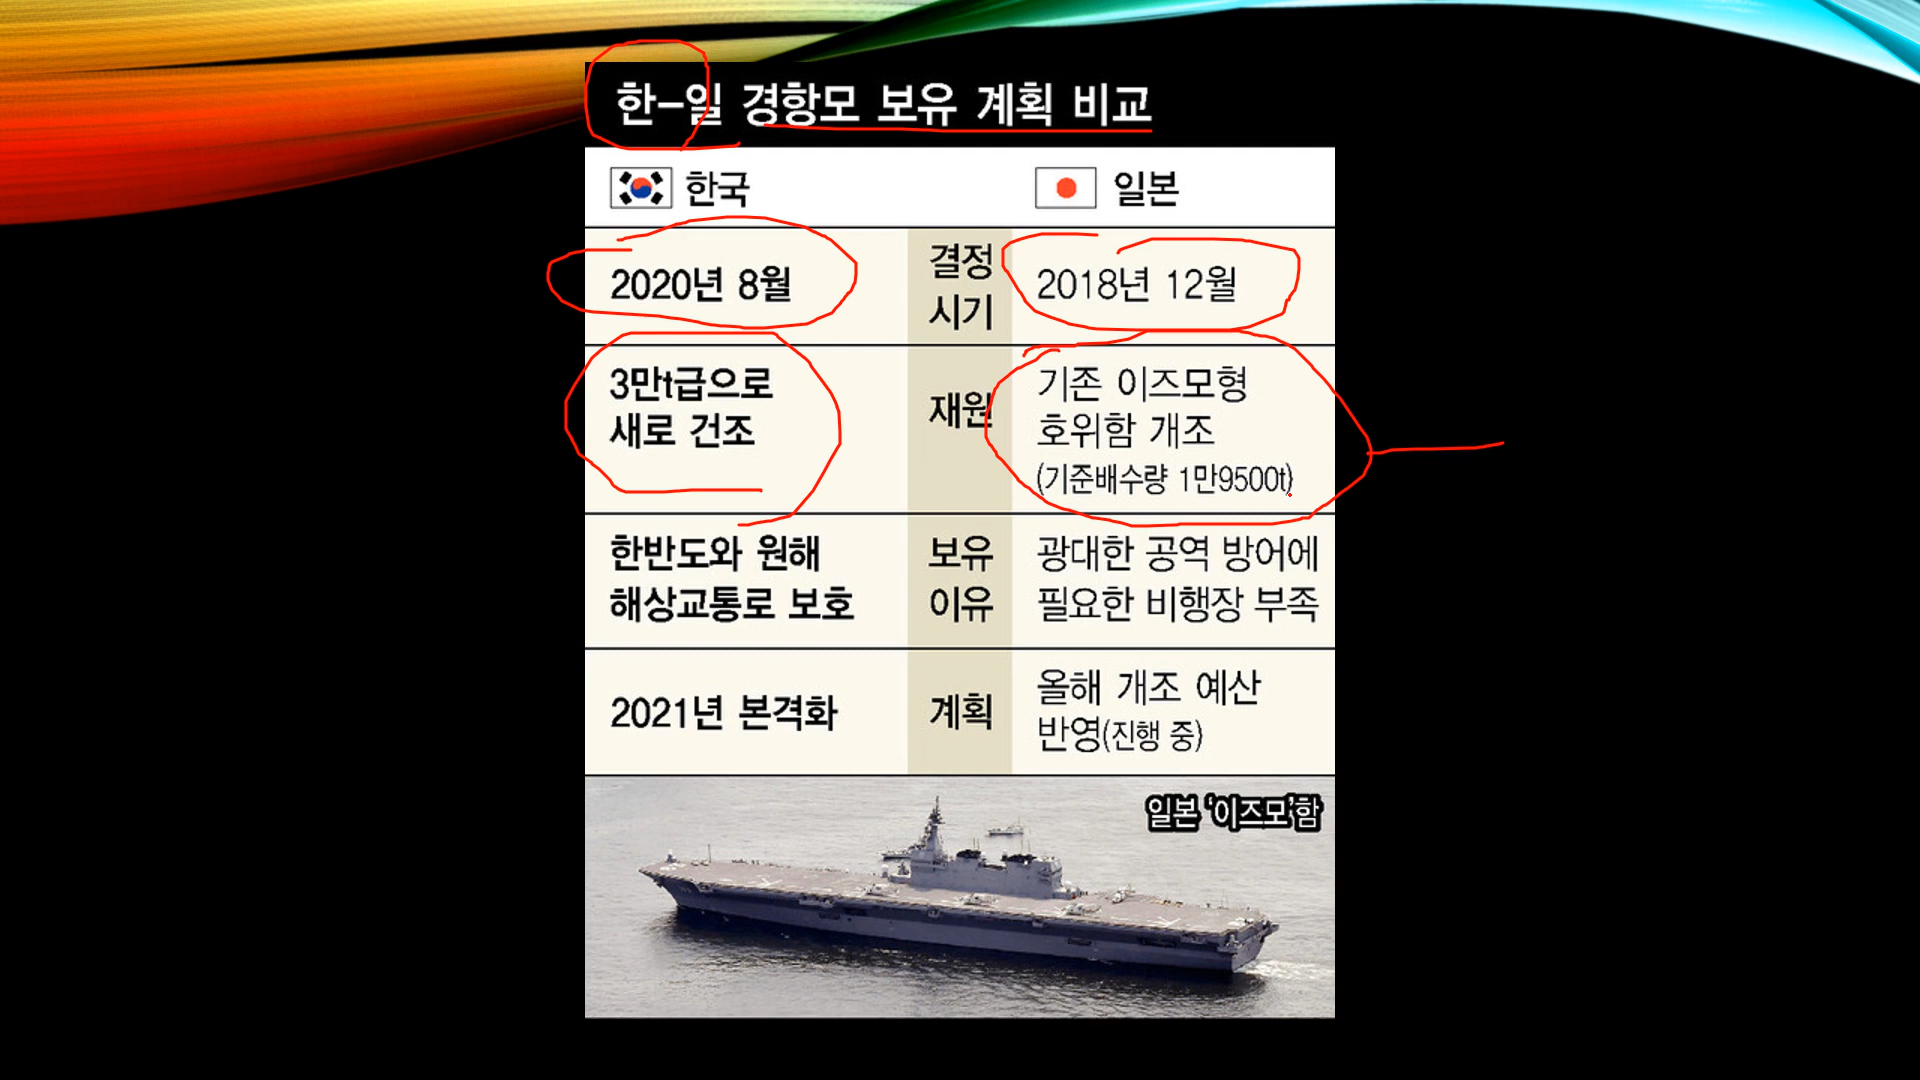 한-일 경항모 보유 계획 비교
한국
일본
2020년 8월
결정
시기
2018년 12월
3만t급으로
새로 건조
재원
기존 이즈모형
호위함 개조
(기준배수량 1만9500t)
한반도와 원해
해상교통로 보호
보유
이유
광대한 공역 방어에
필요한 비행장 부족
2021년 본격화
계획
올해 개조 예산
반영(진행 중)
일본 '이즈모'함